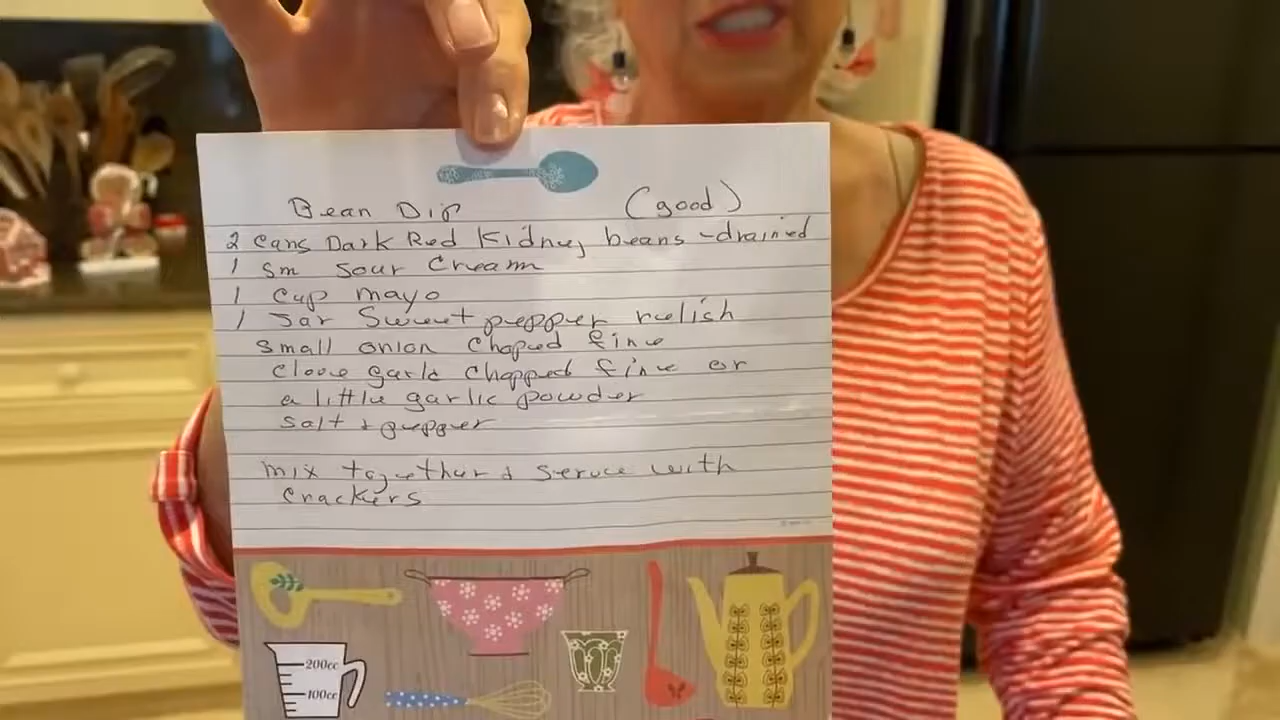 Bean Dip (good)
2 cans Dark Red Kidney beans - drained
1 sm sour cream
1 cup mayo
1 Jar Sweet pepper relish
small onion choped fine
clove garlc chopped fine or
a little garlic powder
salt & pepper
mix together & serve with
crackers
200cc
100cc